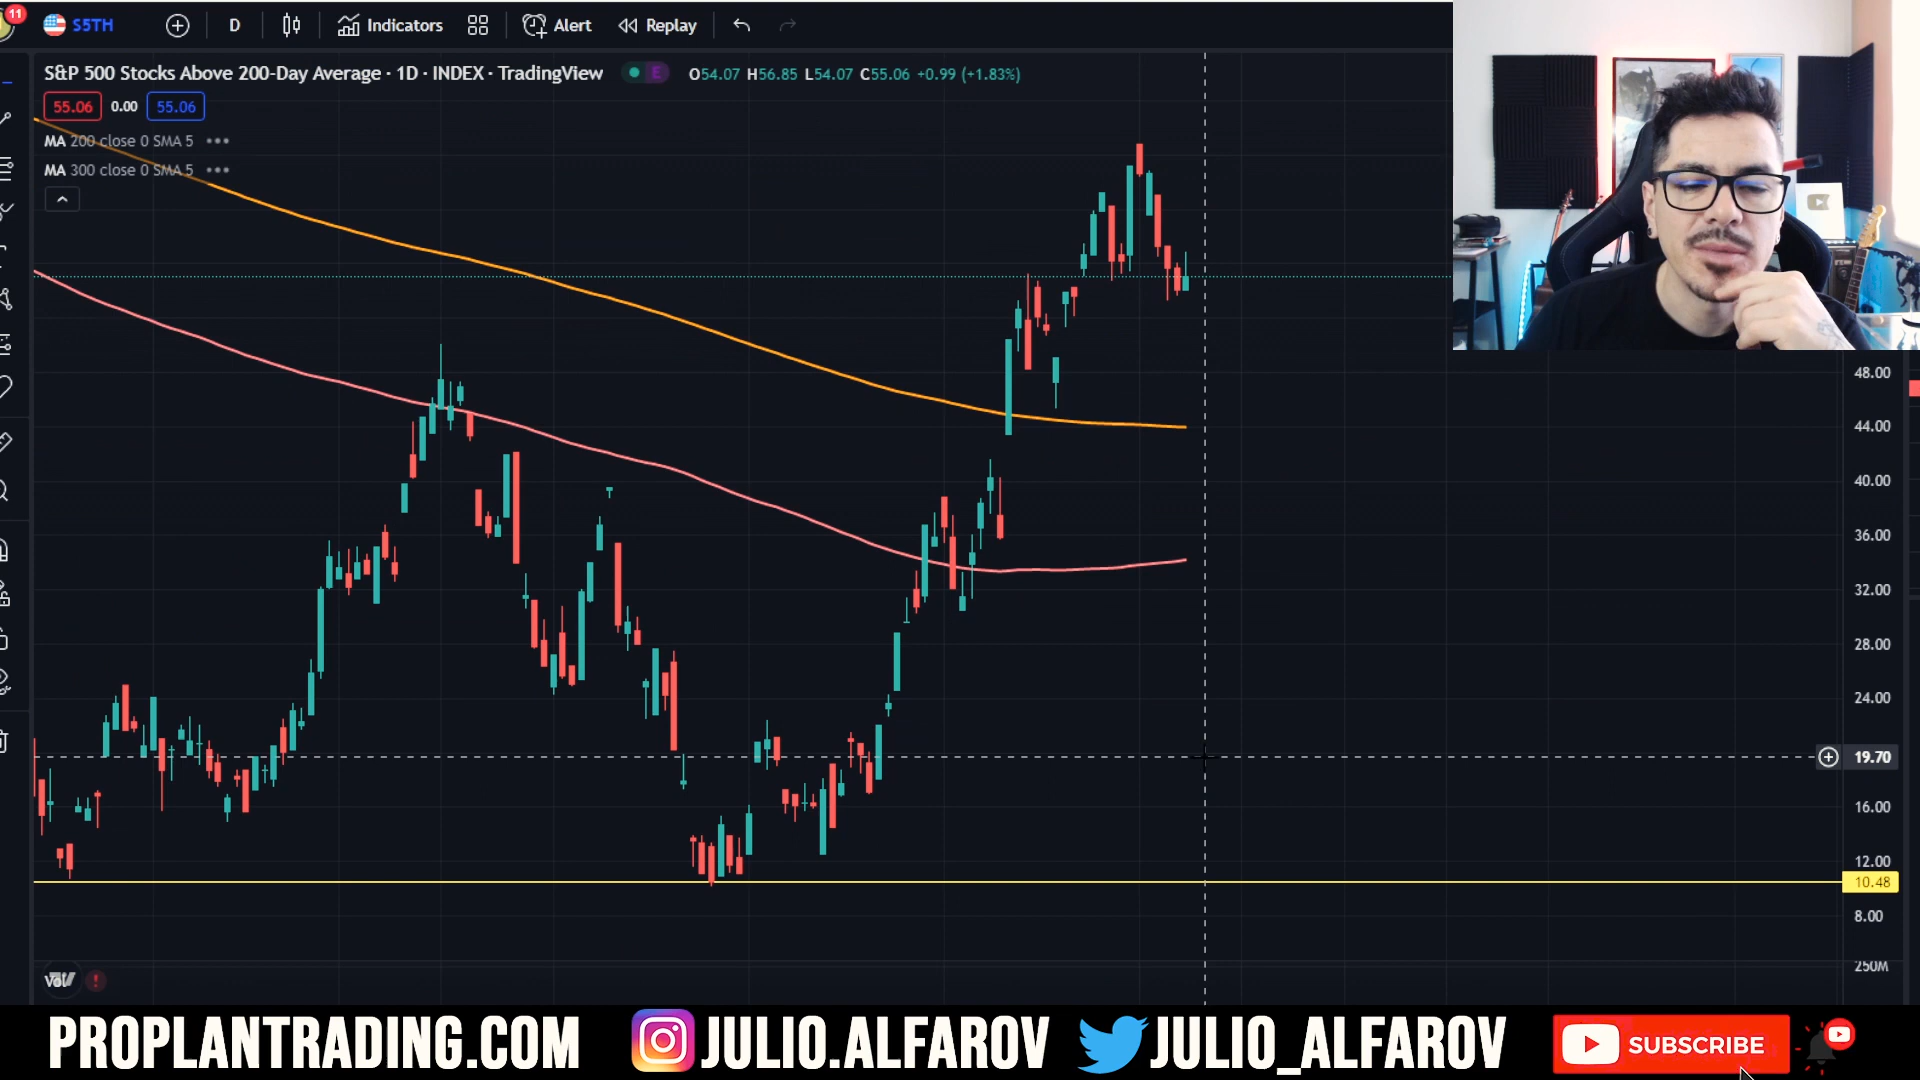 11
S5TH
D
Indicators
Alert
Replay
S&P 500 Stocks Above 200-Day Average · 1D · INDEX · TradingView
E
O54.07 H56.85 L54.07 C55.06 +0.99 (+1.83%)
55.06 0.00 55.06
MA 200 close 0 SMA 5
MA 300 close 0 SMA 5
48.00
44.00
40.00
36.00
32.00
28.00
24.00
19.70
16.00
12.00
10.48
8.00
250M
Vol
PROPLANTRADING.COM
JULIO.ALFAROV
JULIO_ALFAROV
SUBSCRIBE